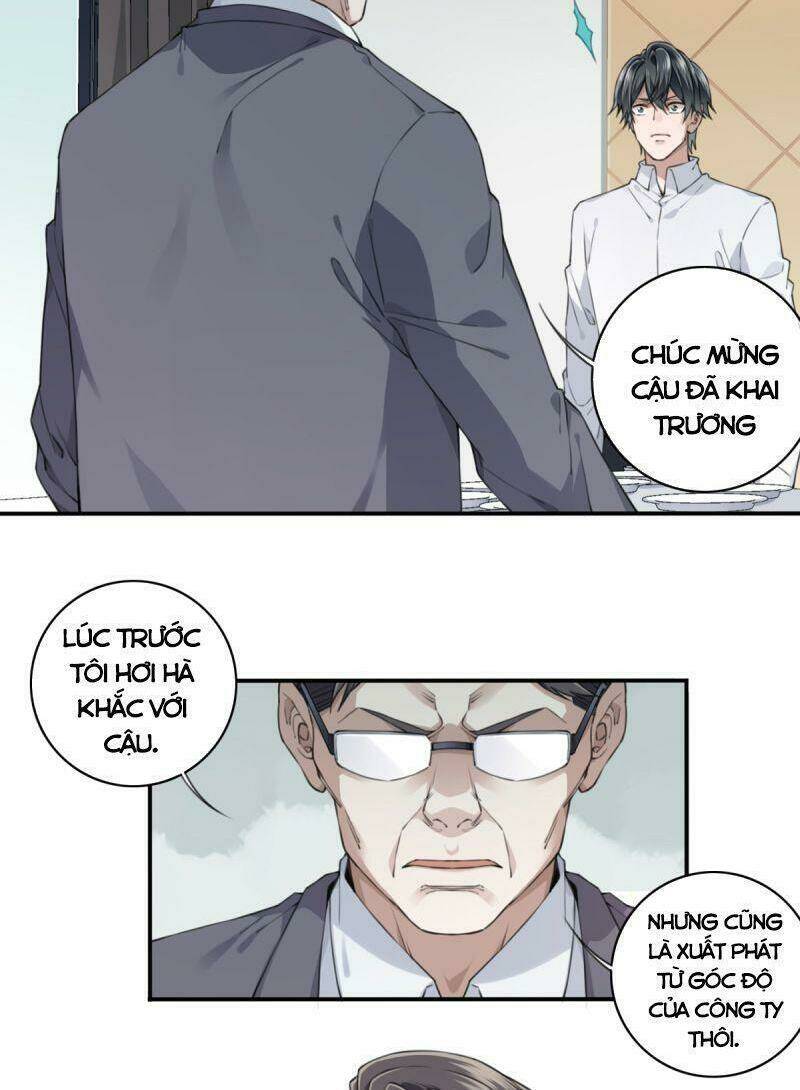 CHÚC MỪNG
CẬU ĐÃ KHAI
TRƯƠNG
LÚC TRƯỚC
TÔI HƠI HÀ
KHẮC VỚI
CẬU.
NHƯNG CŨNG
LÀ XUẤT PHÁT
TỪ GÓC ĐỘ
CỦA CÔNG TY
THÔI.